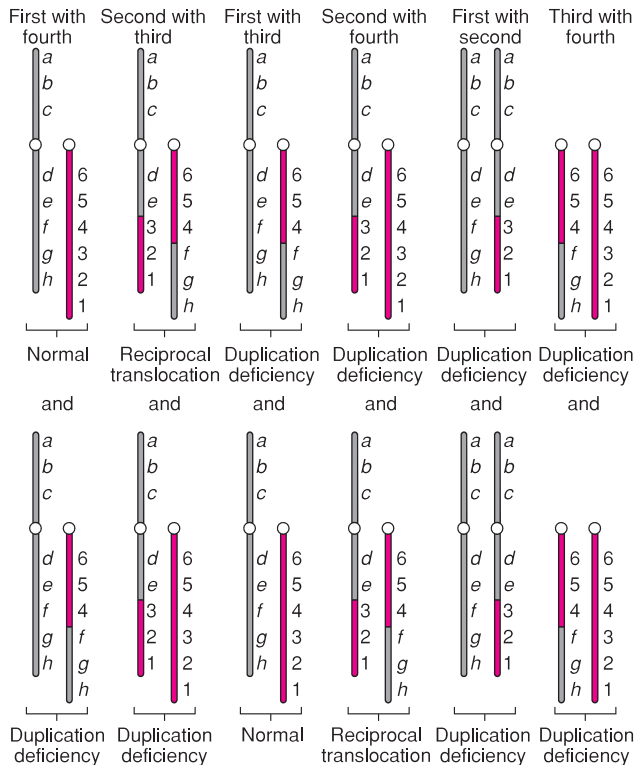 First with Second with First with Second with First with Third with
fourth third third fourth second fourth
a a a a a a
b b b b b b
c c c c c c
d 6 d 6 d 6 d 6 d d 6 6
e 5 e 5 e 5 e 5 e e 5 5
f 4 3 4 f 4 3 4 f 3 4 4
g 3 2 f g f 2 3 g 2 f 3
h 2 1 g h g 1 2 h 1 g 2
1 h h 1 h 1
Normal Reciprocal Duplication Duplication Duplication Duplication
translocation deficiency deficiency deficiency deficiency
and and and and and and
a a a a a a
b b b b b b
c c c c c c
d 6 d 6 d 6 d 6 d d 6 6
e 5 e 5 e 5 e 5 e e 5 5
f 4 3 4 f 4 3 4 f 3 4 4
g f 2 3 g 3 2 f g 2 f 3
h g 1 2 h 2 1 g h 1 g 2
h 1 1 h h 1
Duplication Duplication Normal Reciprocal Duplication Duplication
deficiency deficiency translocation deficiency deficiency